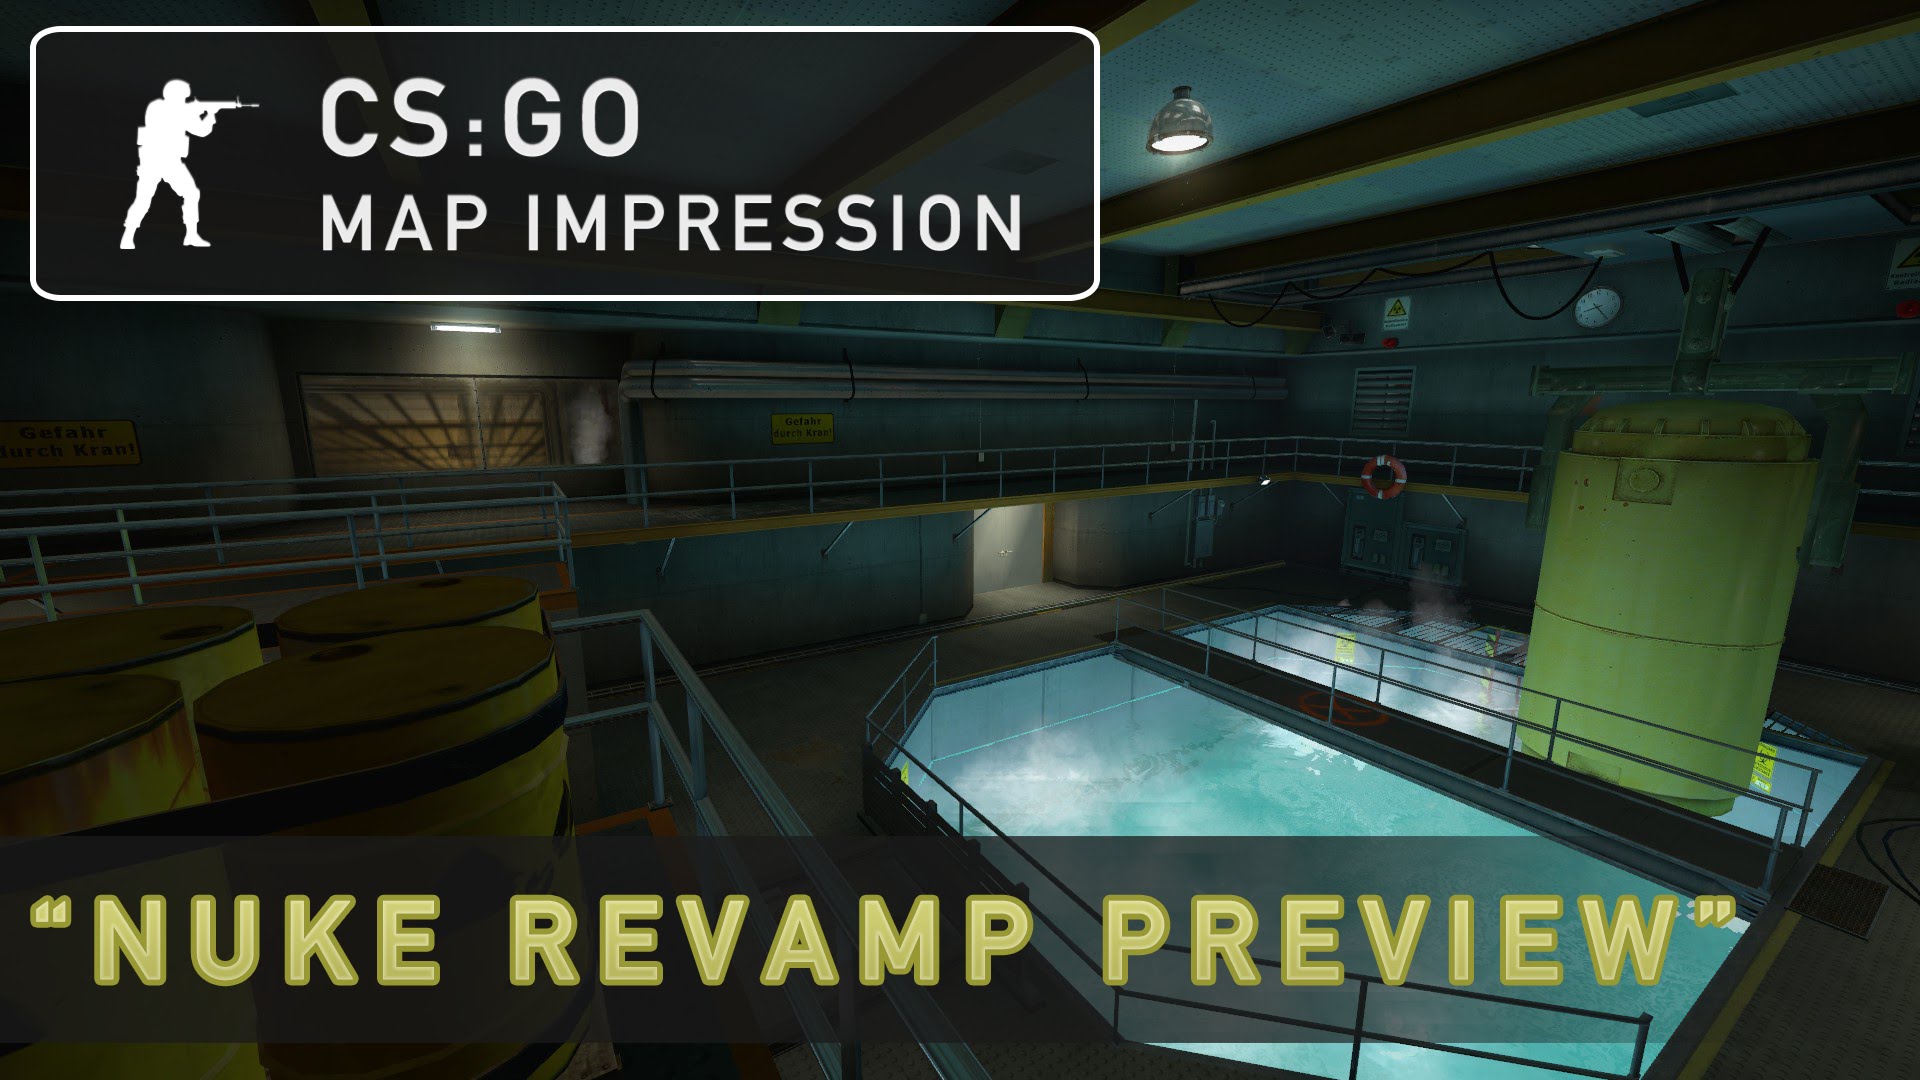 CS:GO
MAP IMPRESSION
Gefahr
durch Kran!
Gefahr
durch Kran!
“NUKE REVAMP PREVIEW”